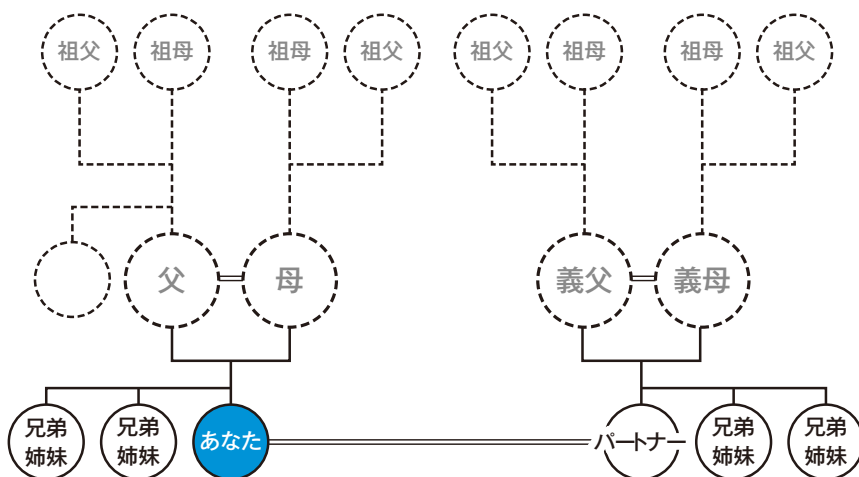 祖父 祖母 祖母 祖父 祖父 祖母 祖母 祖父
父 母 義父 義母
兄弟 兄弟 あなた パートナー 兄弟 兄弟
姉妹 姉妹 姉妹 姉妹